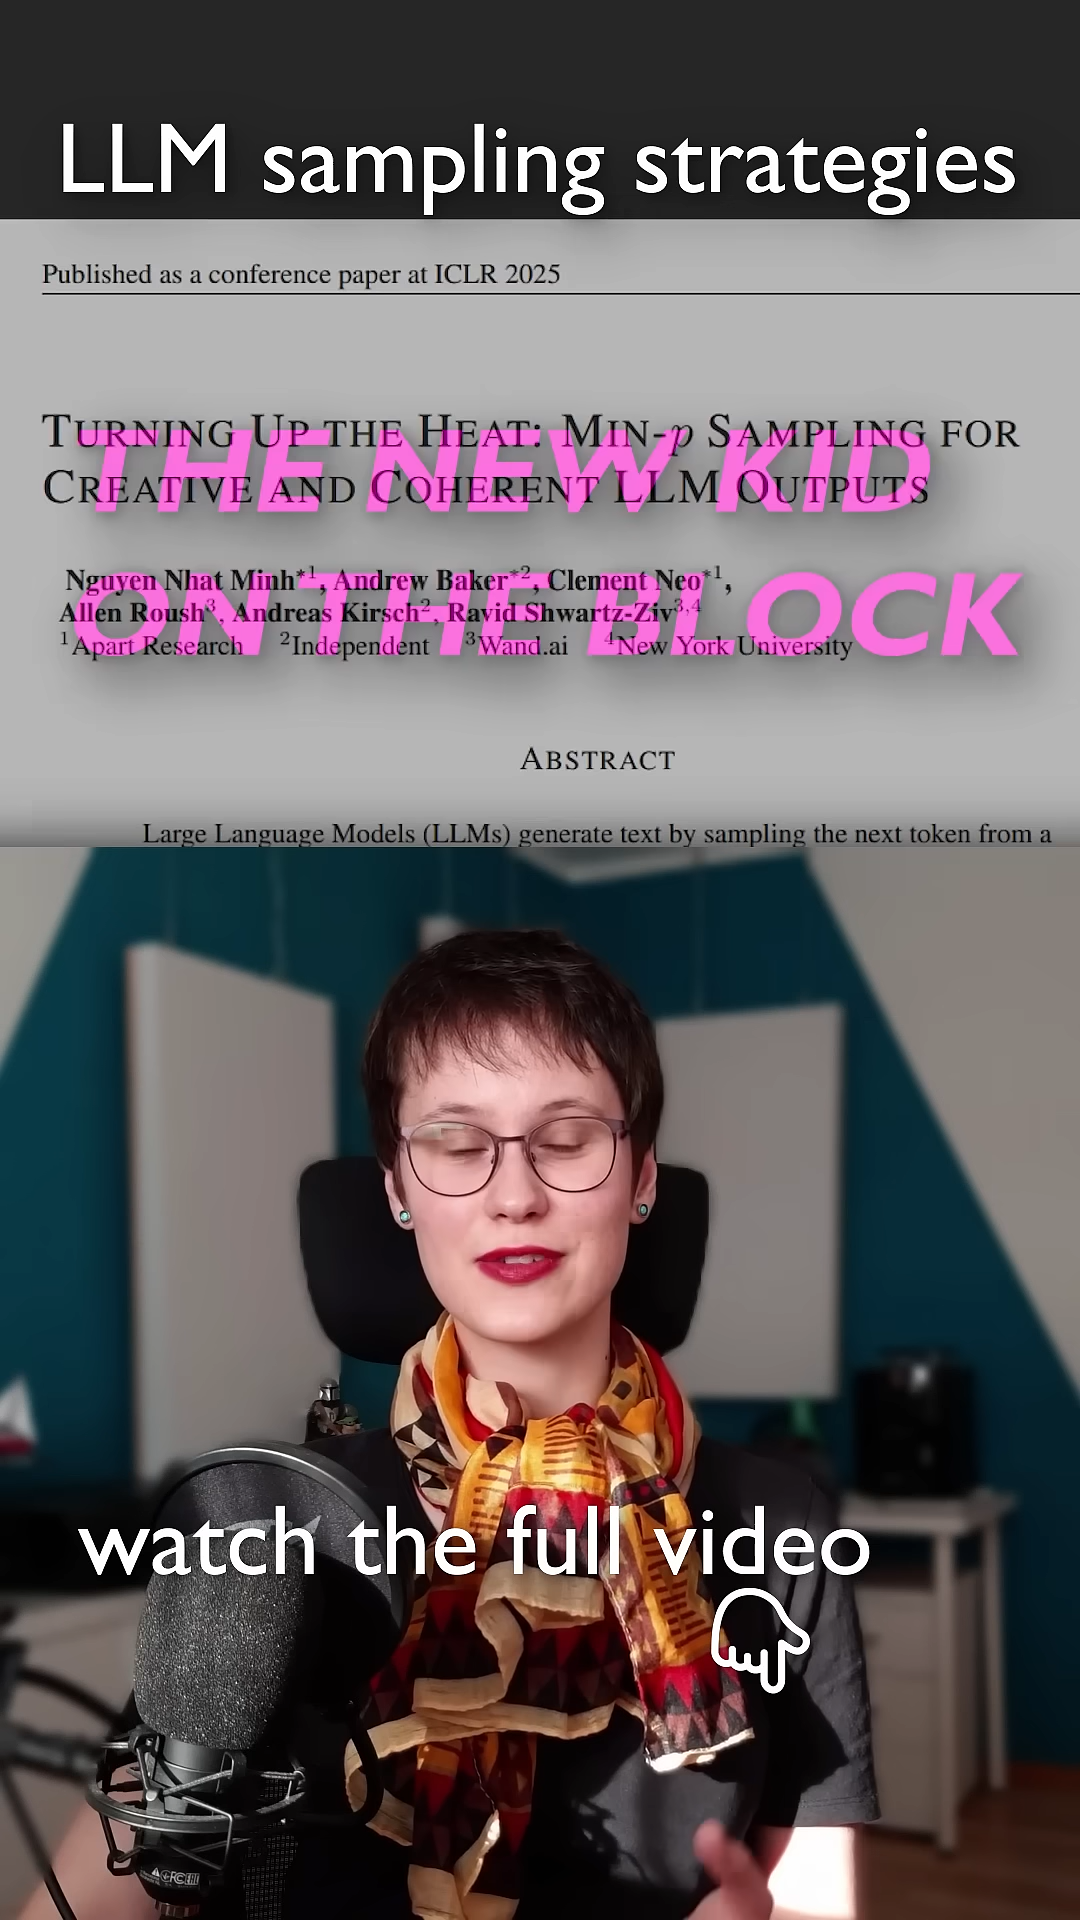 LLM sampling strategies
Published as a conference paper at ICLR 2025
TURNING UP THE HEAT: MIN-p SAMPLING FOR
CREATIVE AND COHERENT LLM OUTPUTS
THE NEW KID
ON THE BLOCK
Nguyen Nhat Minh*1, Andrew Baker*2, Clement Neo*1,
Allen Roush3, Andreas Kirsch2, Ravid Shwartz-Ziv3,4
1Apart Research 2Independent 3Wand.ai 4New York University
ABSTRACT
Large Language Models (LLMs) generate text by sampling the next token from a
watch the full video